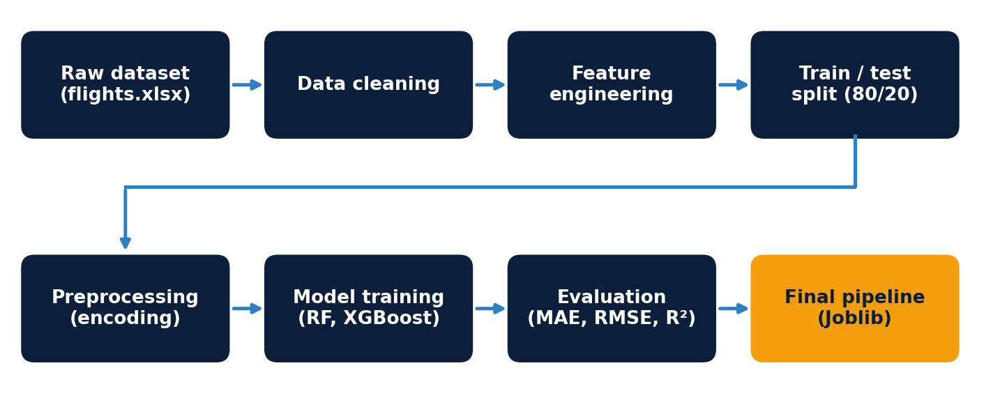 Raw dataset
(flights.xlsx)
Data cleaning
Feature
engineering
Train / test
split (80/20)
Preprocessing
(encoding)
Model training
(RF, XGBoost)
Evaluation
(MAE, RMSE, R²)
Final pipeline
(Joblib)